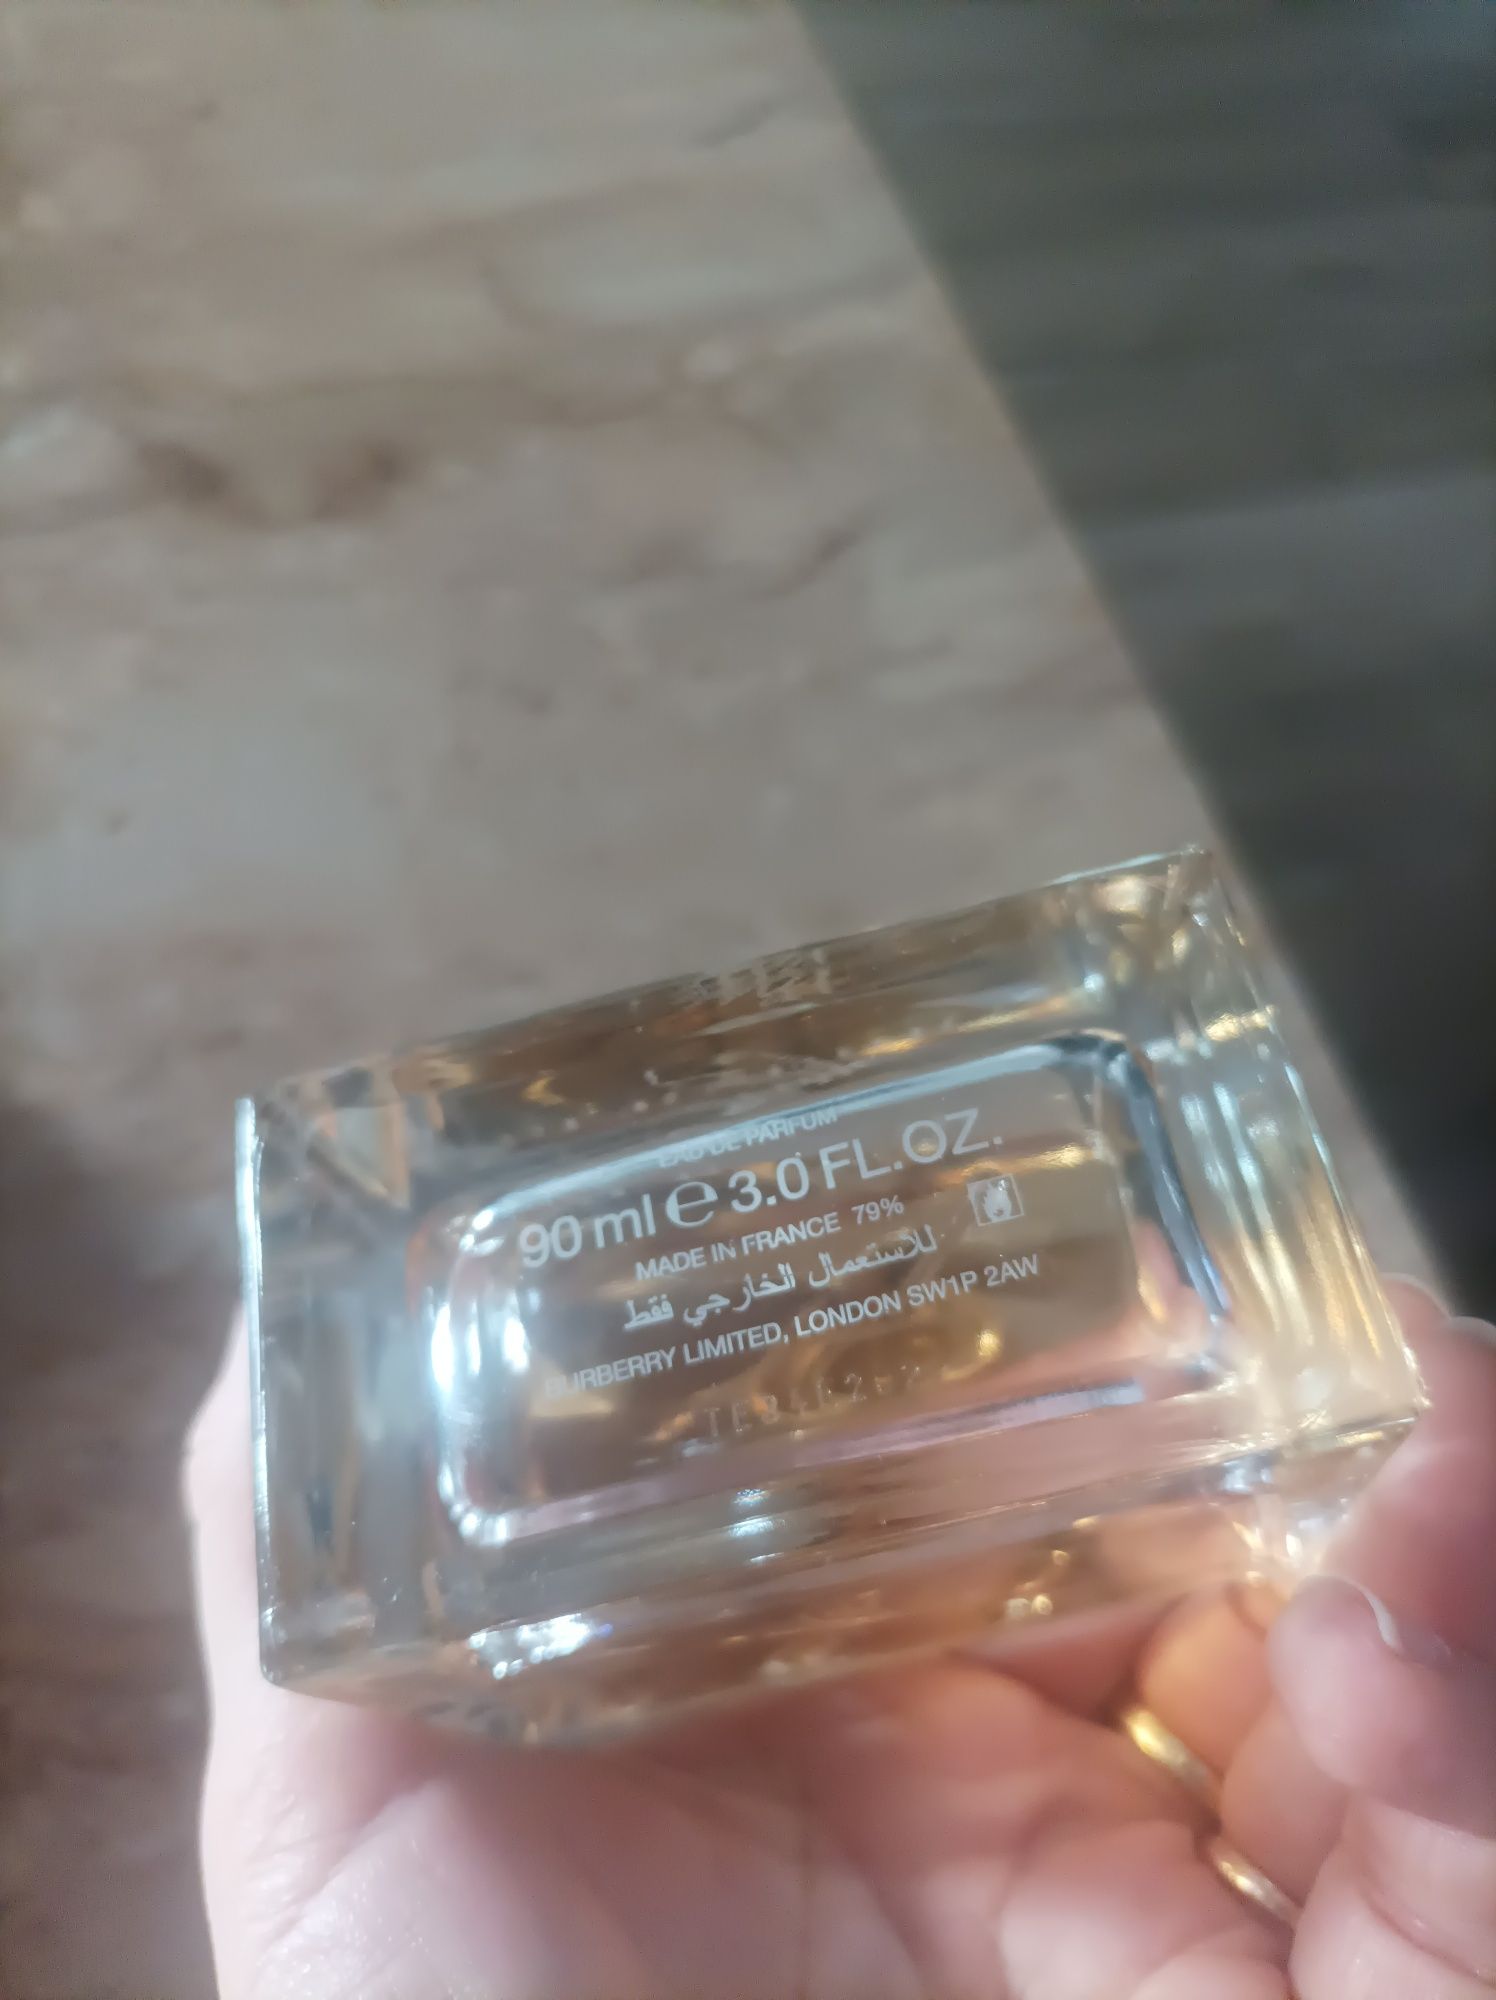 EAU DE PARFUM
90 ml ℮ 3.0 FL.OZ.
MADE IN FRANCE 79%
للاستعمال الخارجي فقط
BURBERRY LIMITED, LONDON SW1P 2AW